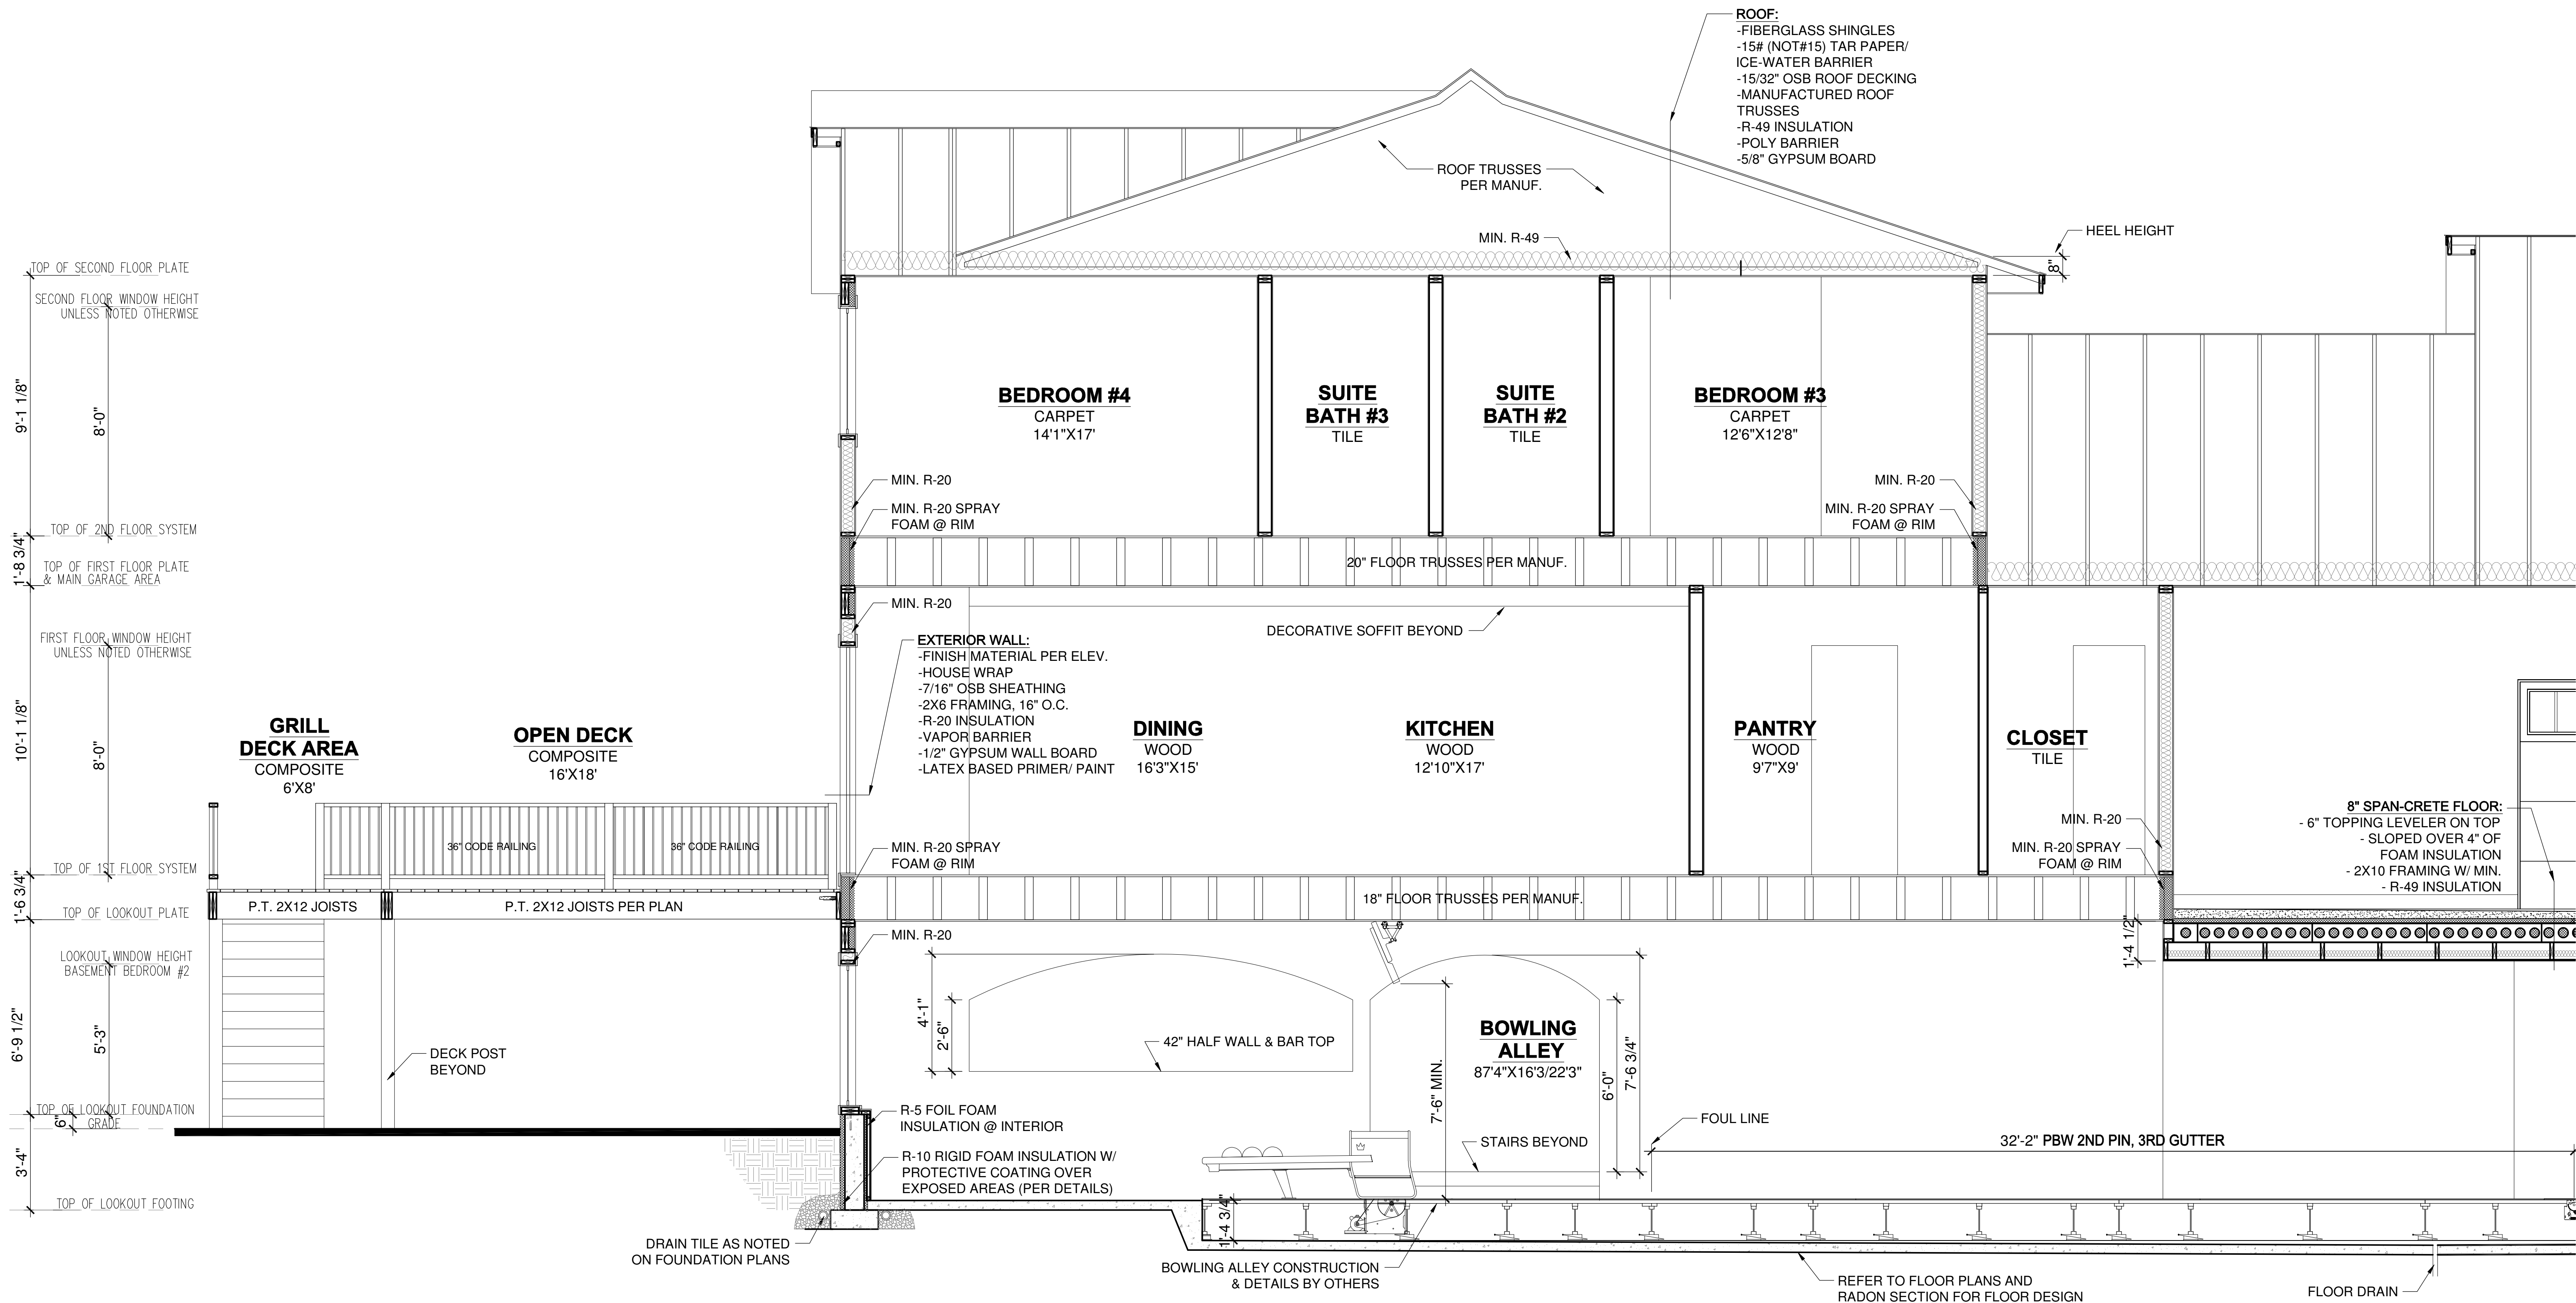 ROOF:
-FIBERGLASS SHINGLES
-15# (NOT#15) TAR PAPER/
ICE-WATER BARRIER
-15/32" OSB ROOF DECKING
-MANUFACTURED ROOF
TRUSSES
-R-49 INSULATION
-POLY BARRIER
-5/8" GYPSUM BOARD
ROOF TRUSSES
PER MANUF.
MIN. R-49
HEEL HEIGHT
8"
TOP OF SECOND FLOOR PLATE
SECOND FLOOR WINDOW HEIGHT
UNLESS NOTED OTHERWISE
9'-1 1/8"
8'-0"
BEDROOM #4
CARPET
14'1"X17'
SUITE
BATH #3
TILE
SUITE
BATH #2
TILE
BEDROOM #3
CARPET
12'6"X12'8"
MIN. R-20
MIN. R-20 SPRAY
FOAM @ RIM
MIN. R-20
MIN. R-20 SPRAY
FOAM @ RIM
TOP OF 2ND FLOOR SYSTEM
1'-8 3/4"
TOP OF FIRST FLOOR PLATE
& MAIN GARAGE AREA
20" FLOOR TRUSSES PER MANUF.
MIN. R-20
DECORATIVE SOFFIT BEYOND
FIRST FLOOR WINDOW HEIGHT
UNLESS NOTED OTHERWISE
10'-1 1/8"
8'-0"
EXTERIOR WALL:
-FINISH MATERIAL PER ELEV.
-HOUSE WRAP
-7/16" OSB SHEATHING
-2X6 FRAMING, 16" O.C.
-R-20 INSULATION
-VAPOR BARRIER
-1/2" GYPSUM WALL BOARD
-LATEX BASED PRIMER/ PAINT
GRILL
DECK AREA
COMPOSITE
6'X8'
OPEN DECK
COMPOSITE
16'X18'
DINING
WOOD
16'3"X15'
KITCHEN
WOOD
12'10"X17'
PANTRY
WOOD
9'7"X9'
CLOSET
TILE
8" SPAN-CRETE FLOOR:
- 6" TOPPING LEVELER ON TOP
- SLOPED OVER 4" OF
FOAM INSULATION
- 2X10 FRAMING W/ MIN.
- R-49 INSULATION
36" CODE RAILING
36" CODE RAILING
MIN. R-20 SPRAY
FOAM @ RIM
MIN. R-20
MIN. R-20 SPRAY
FOAM @ RIM
TOP OF 1ST FLOOR SYSTEM
1'-6 3/4"
TOP OF LOOKOUT PLATE
P.T. 2X12 JOISTS
P.T. 2X12 JOISTS PER PLAN
18" FLOOR TRUSSES PER MANUF.
MIN. R-20
1'-4 1/2"
LOOKOUT WINDOW HEIGHT
BASEMENT BEDROOM #2
6'-9 1/2"
5'-3"
DECK POST
BEYOND
4'-1"
2'-6"
42" HALF WALL & BAR TOP
BOWLING
ALLEY
87'4"X16'3/22'3"
7'-6" MIN.
6'-0"
7'-6 3/4"
TOP OF LOOKOUT FOUNDATION
GRADE
6"
3'-4"
TOP OF LOOKOUT FOOTING
R-5 FOIL FOAM
INSULATION @ INTERIOR
R-10 RIGID FOAM INSULATION W/
PROTECTIVE COATING OVER
EXPOSED AREAS (PER DETAILS)
STAIRS BEYOND
FOUL LINE
32'-2" PBW 2ND PIN, 3RD GUTTER
1'-4 3/4"
DRAIN TILE AS NOTED
ON FOUNDATION PLANS
BOWLING ALLEY CONSTRUCTION
& DETAILS BY OTHERS
REFER TO FLOOR PLANS AND
RADON SECTION FOR FLOOR DESIGN
FLOOR DRAIN